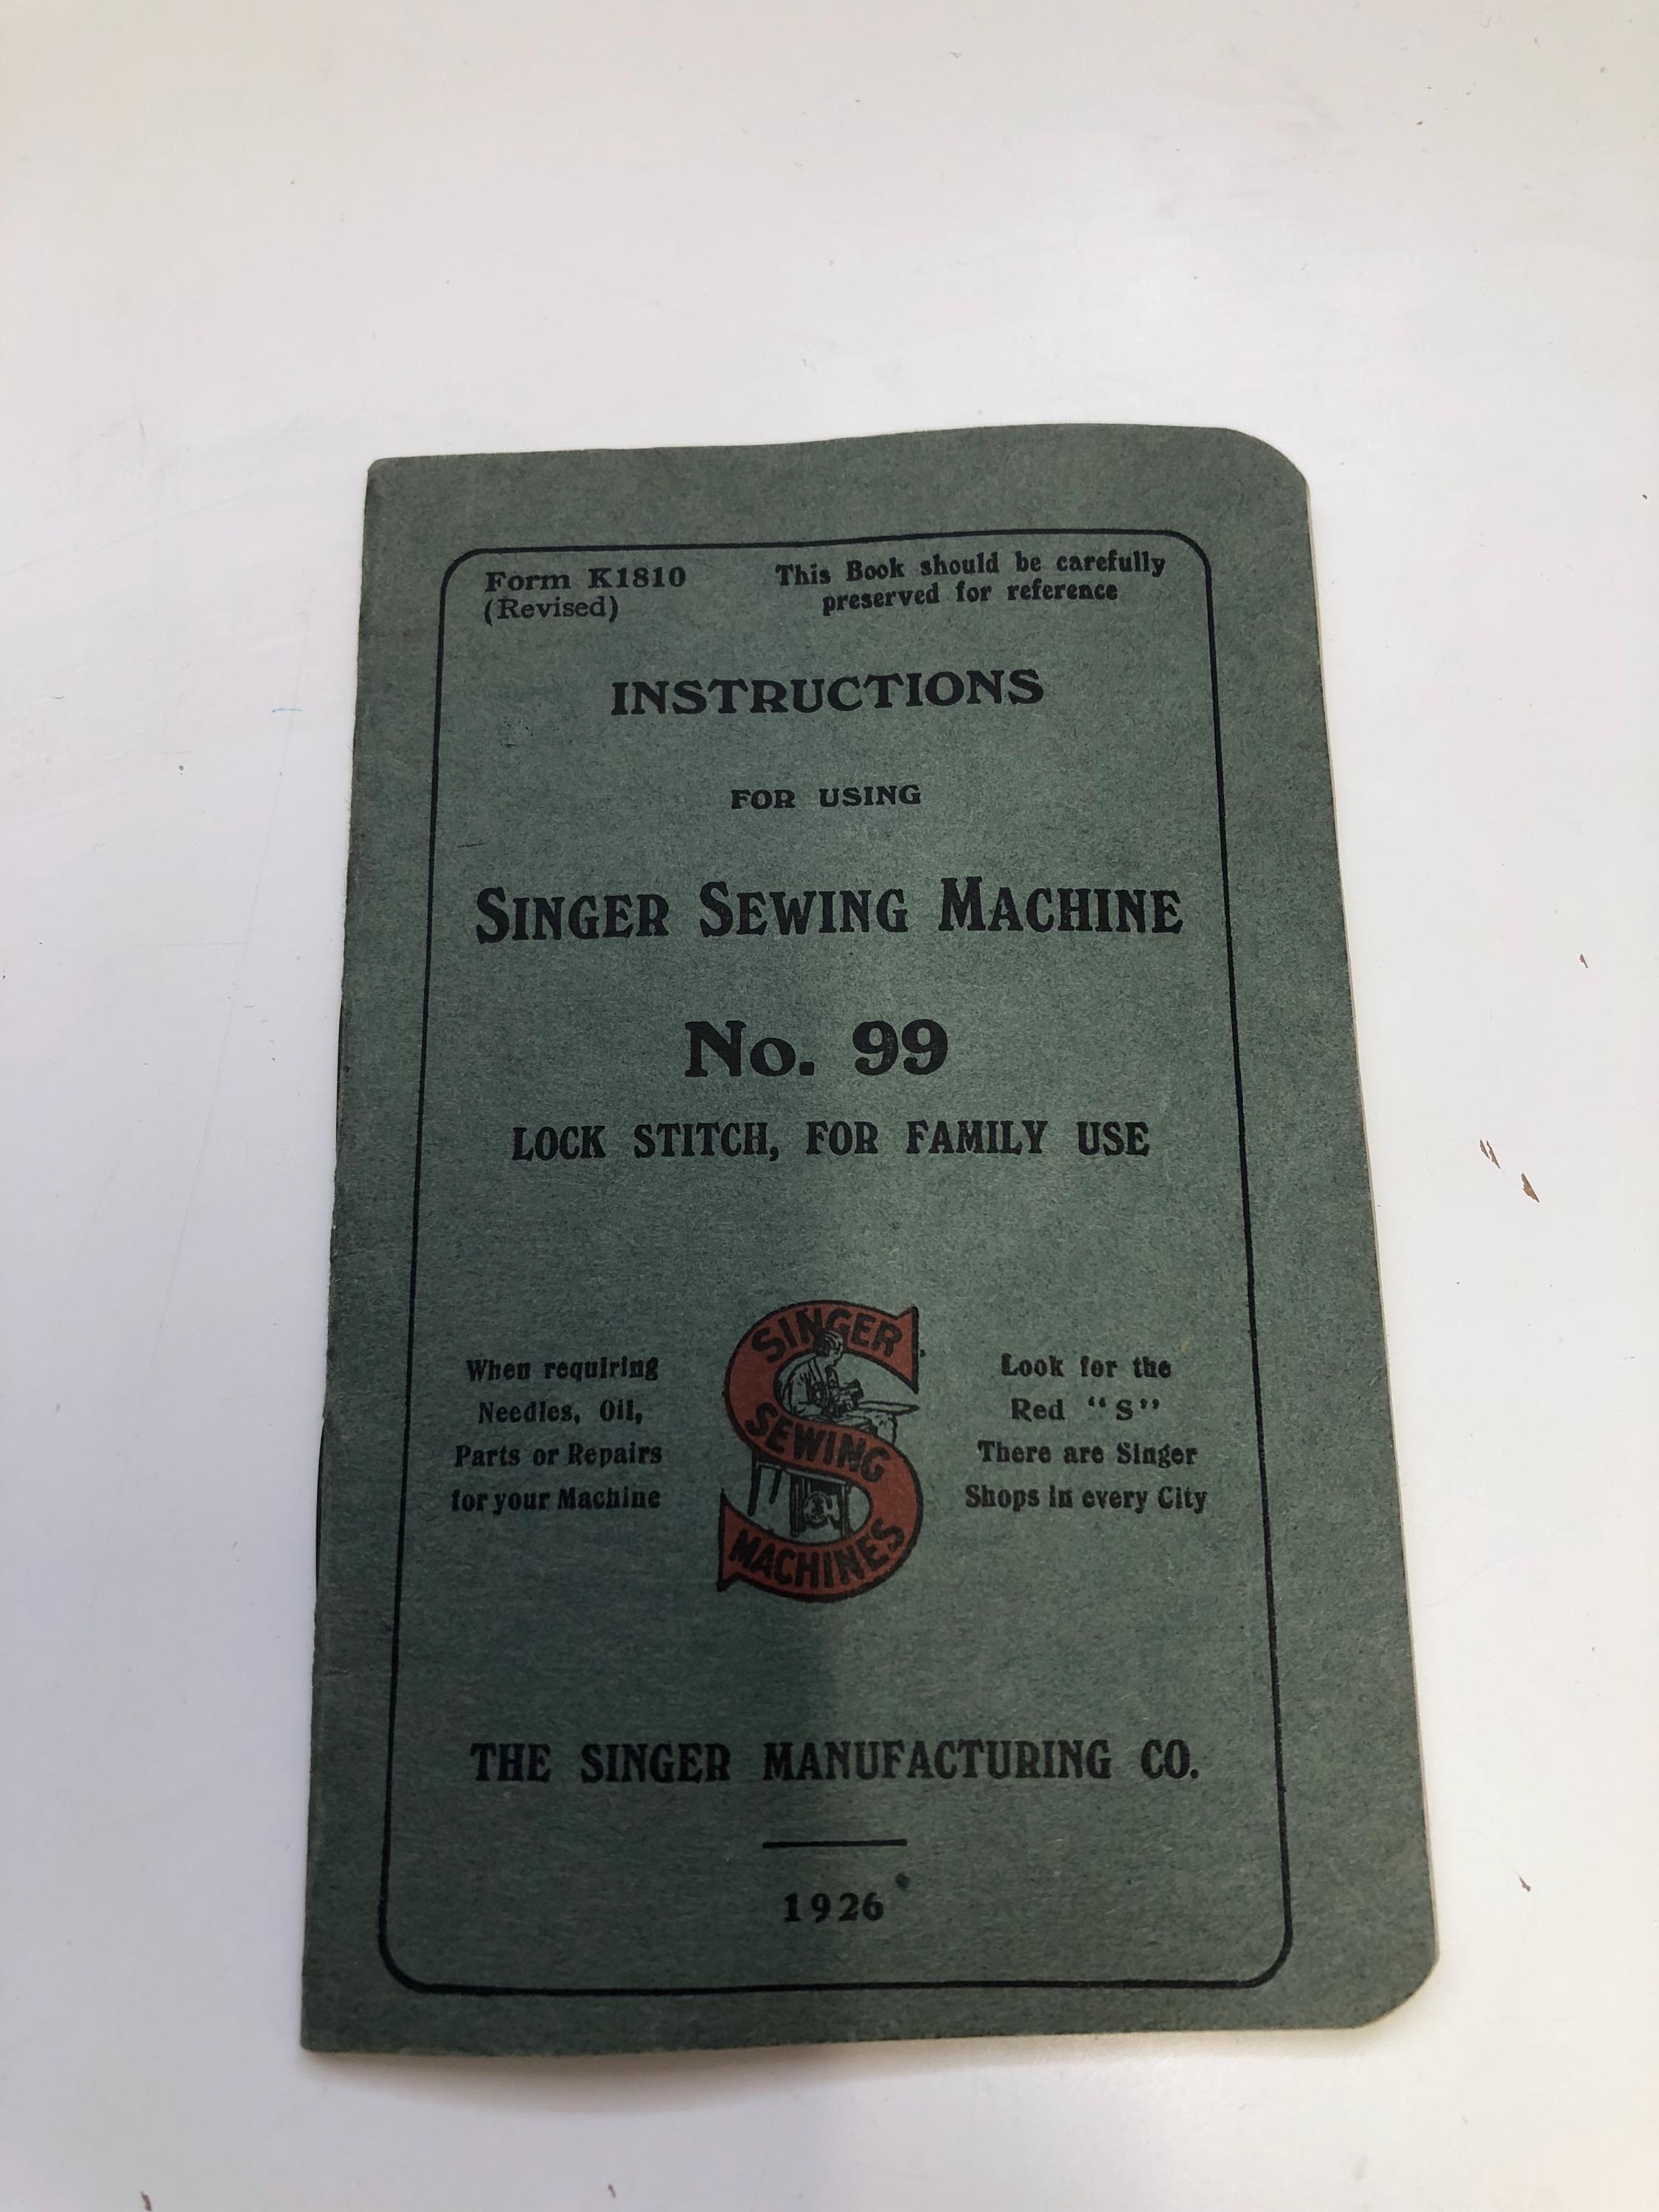 Form K1810
(Revised)
This Book should be carefully
preserved for reference
INSTRUCTIONS
FOR USING
SINGER SEWING MACHINE
No. 99
LOCK STITCH, FOR FAMILY USE
When requiring
Needles, Oil,
Parts or Repairs
for your Machine
SINGER
SEWING
MACHINES
Look for the
Red "S"
There are Singer
Shops in every City
THE SINGER MANUFACTURING CO.
1926